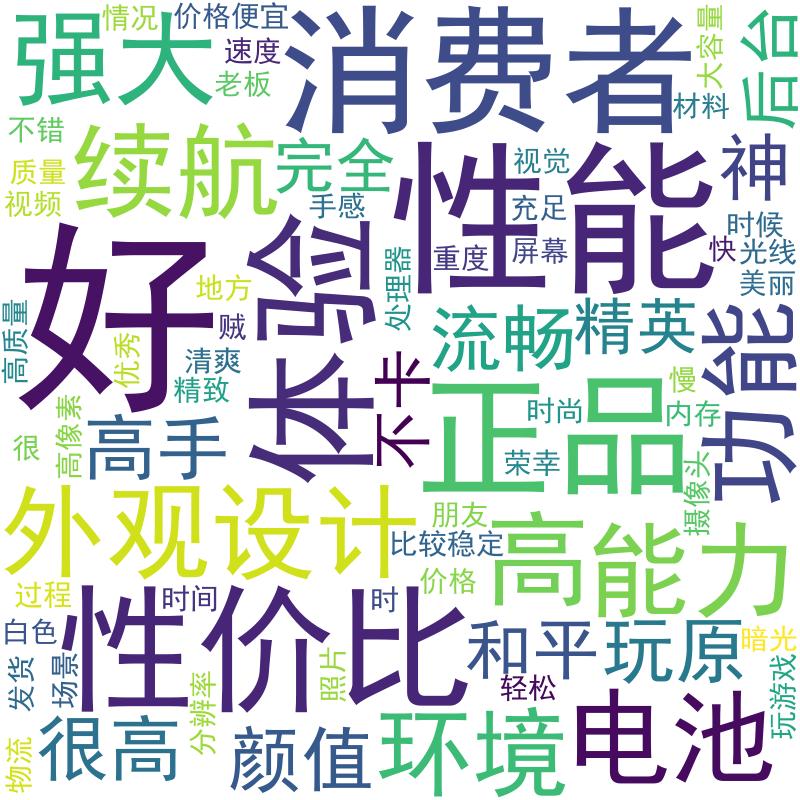 强大
情况
价格便宜
速度
老板
消费者
大容量
材料
后台
不错
质量
视频
续航
完全
手感
性能
视觉
充足
重度
屏幕
神
时候
快
光线
美丽
好
体验
处理器
地方
贼
高质量
优秀
清爽
精致
流畅
精英
功能
不卡
正品
慢
时尚
内存
荣幸
摄像头
很
高像素
高手
外观设计
朋友
比较稳定
价格
高能力
过程
时间
时
白色
性价比
和平
玩原
暗光
发货
场景
分辨率
照片
轻松
玩游戏
物流
很高
颜值
环境
电池